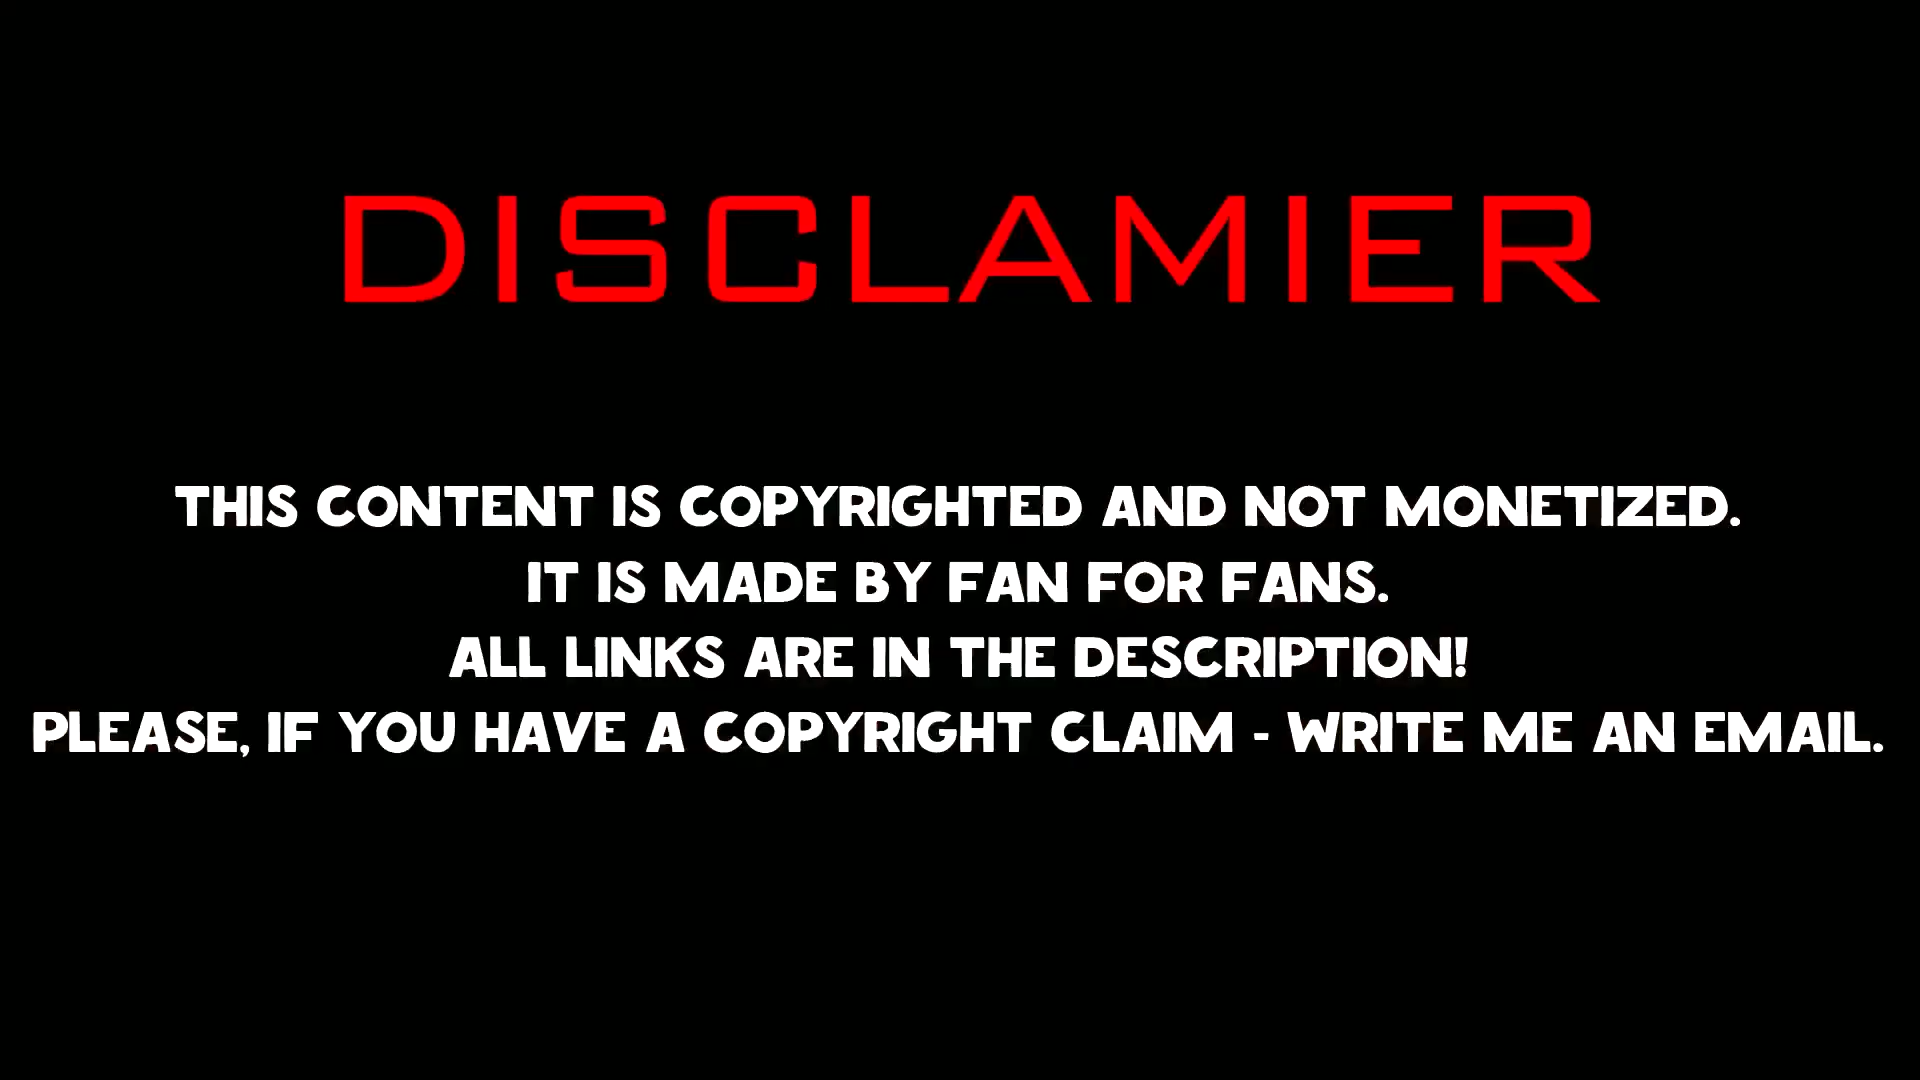 DISCLAMIER
THIS CONTENT IS COPYRIGHTED AND NOT MONETIZED.
IT IS MADE BY FAN FOR FANS.
ALL LINKS ARE IN THE DESCRIPTION!
PLEASE, IF YOU HAVE A COPYRIGHT CLAIM - WRITE ME AN EMAIL.